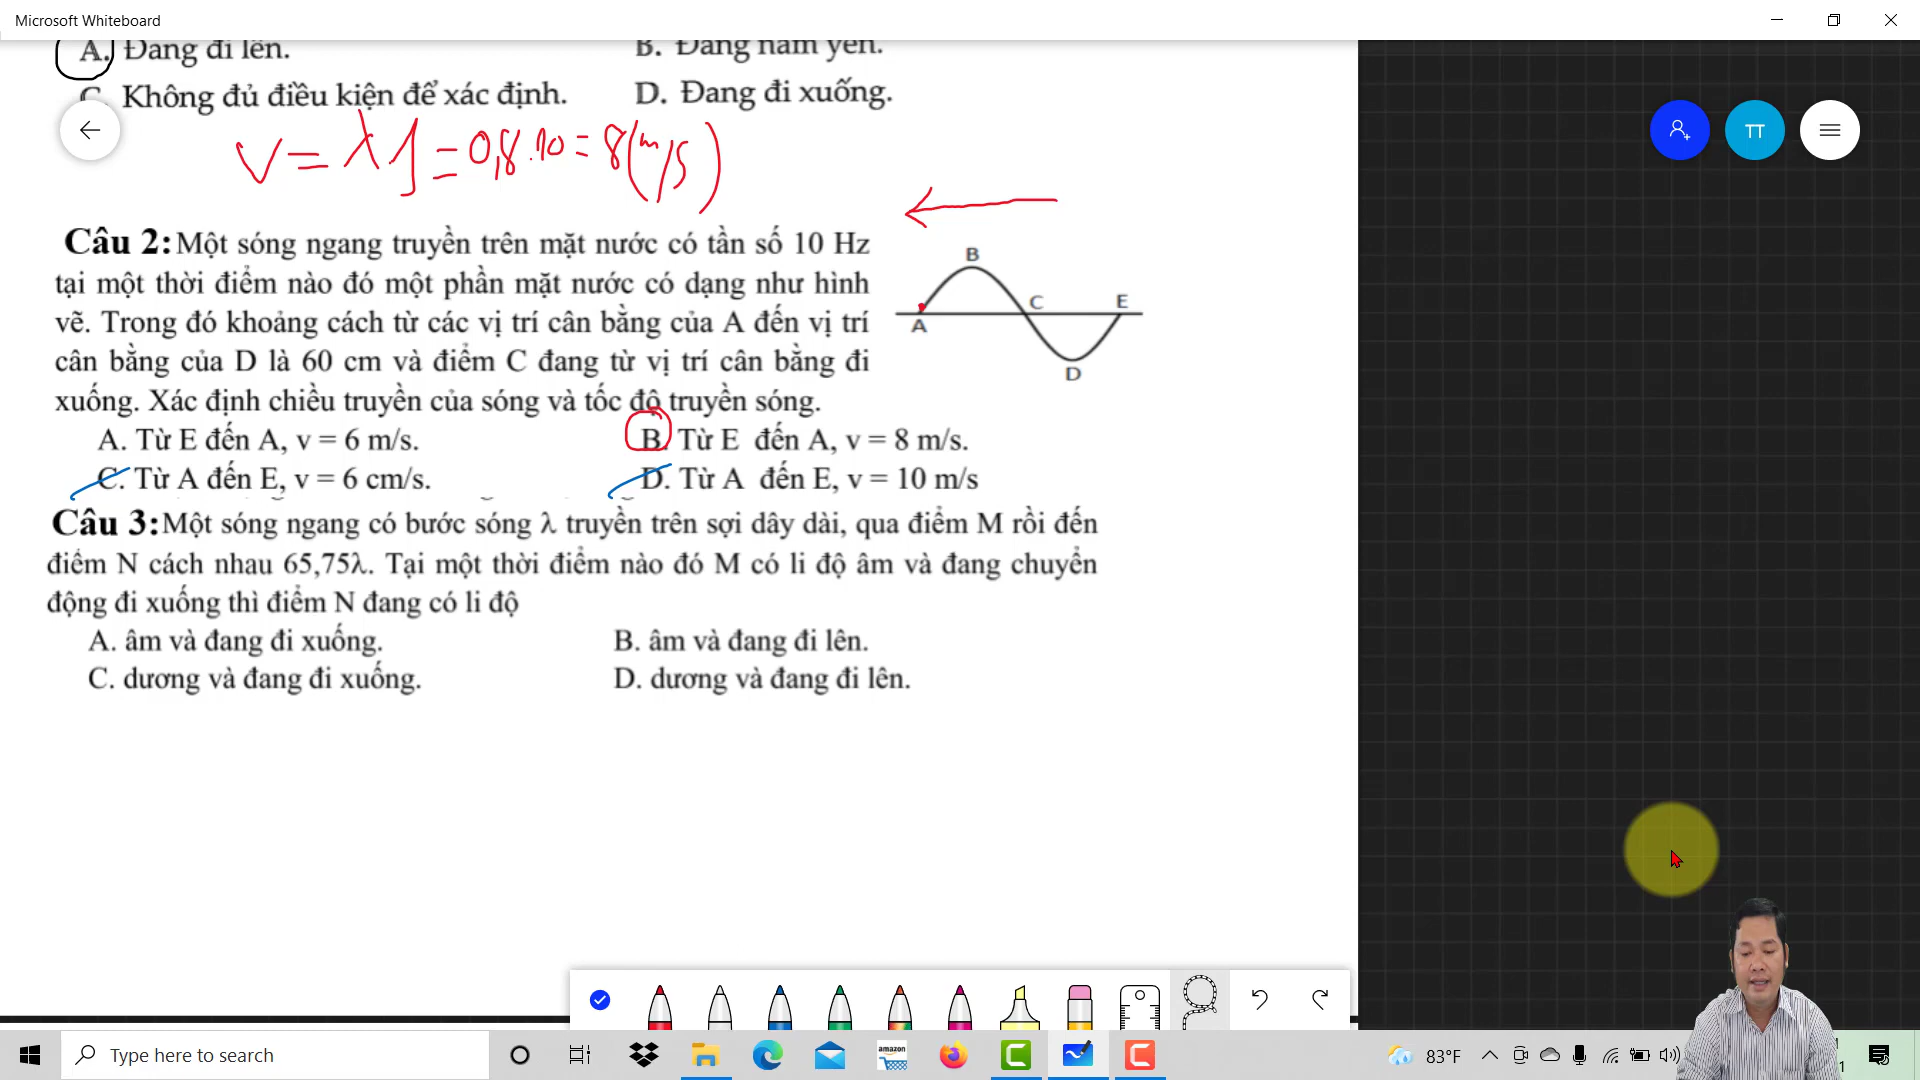 Microsoft Whiteboard
A. Đang đi lên. B. Đang nằm yên.
C. Không đủ điều kiện để xác định. D. Đang đi xuống.
v = λf = 0,8.10 = 8(m/s)
TT
Câu 2: Một sóng ngang truyền trên mặt nước có tần số 10 Hz
tại một thời điểm nào đó một phần mặt nước có dạng như hình
vẽ. Trong đó khoảng cách từ các vị trí cân bằng của A đến vị trí
cân bằng của D là 60 cm và điểm C đang từ vị trí cân bằng đi
xuống. Xác định chiều truyền của sóng và tốc độ truyền sóng.
B
C E
A
D
A. Từ E đến A, v = 6 m/s. B. Từ E đến A, v = 8 m/s.
C. Từ A đến E, v = 6 cm/s. D. Từ A đến E, v = 10 m/s
Câu 3: Một sóng ngang có bước sóng λ truyền trên sợi dây dài, qua điểm M rồi đến
điểm N cách nhau 65,75λ. Tại một thời điểm nào đó M có li độ âm và đang chuyển
động đi xuống thì điểm N đang có li độ
A. âm và đang đi xuống. B. âm và đang đi lên.
C. dương và đang đi xuống. D. dương và đang đi lên.
Type here to search
amazon
83°F